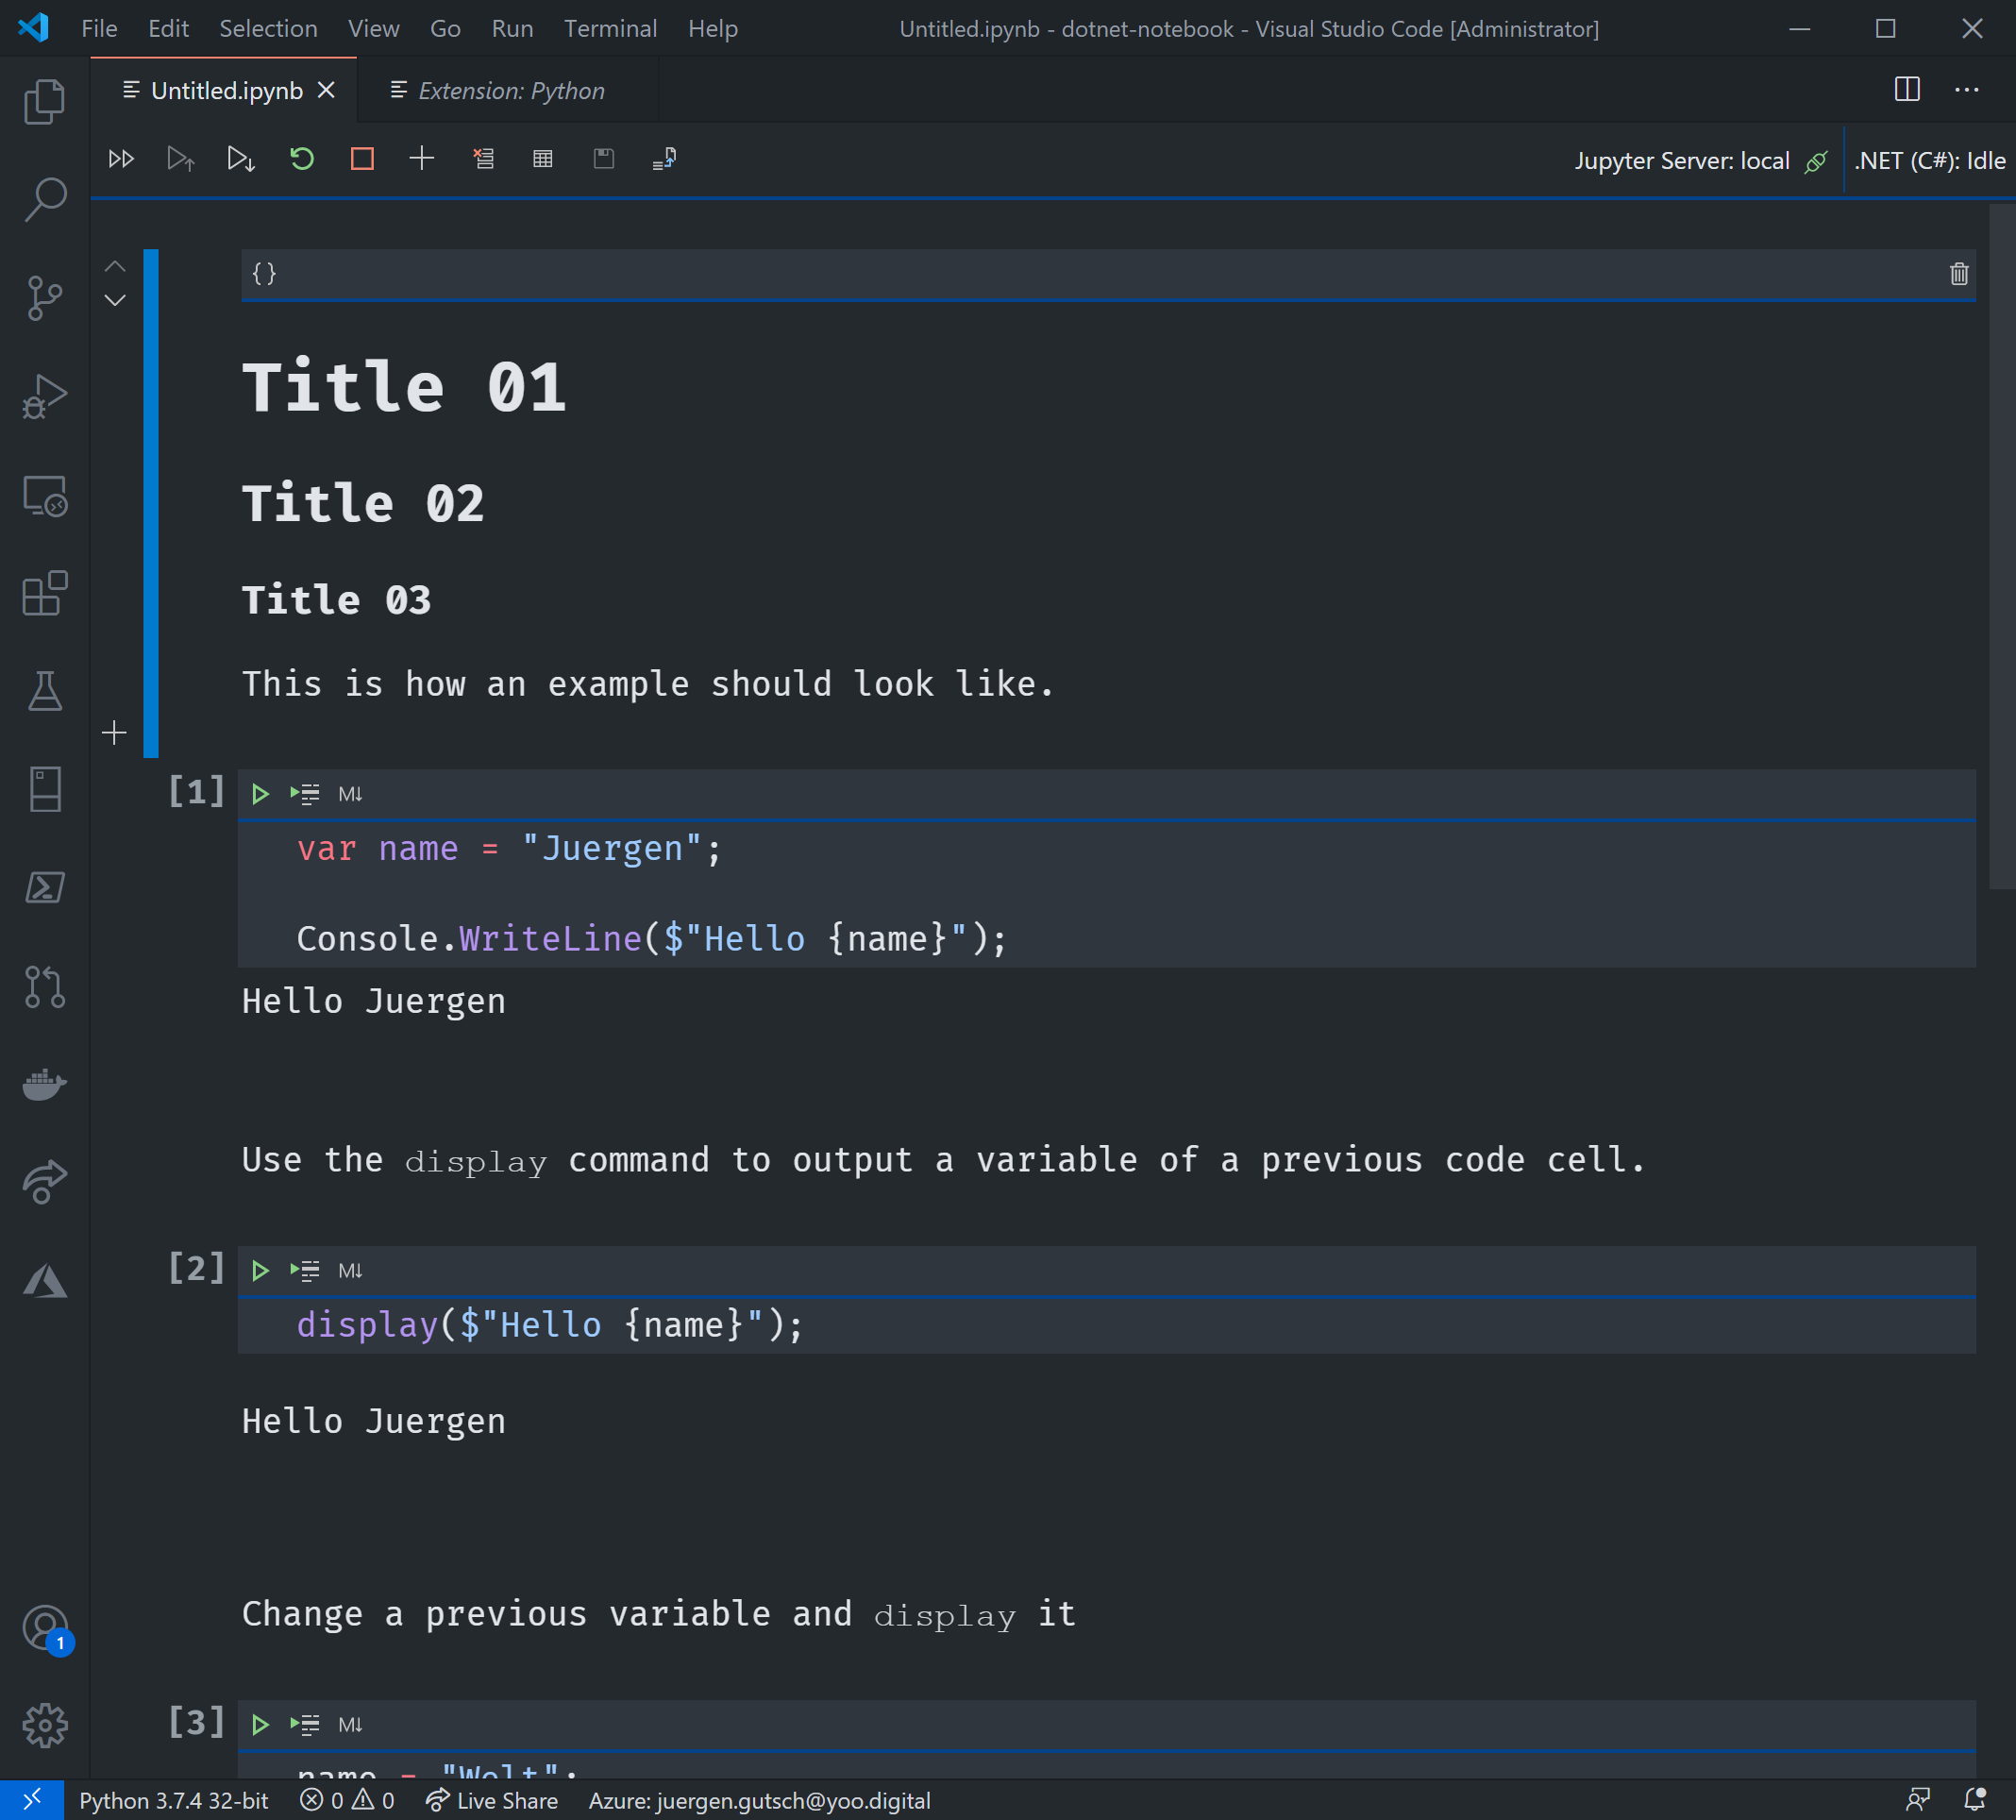 File Edit Selection View Go Run Terminal Help Untitled.ipynb - dotnet-notebook - Visual Studio Code [Administrator]
Untitled.ipynb Extension: Python
Jupyter Server: local .NET (C#): Idle
{}
Title 01
Title 02
Title 03
This is how an example should look like.
[1] M↓
var name = "Juergen";
Console.WriteLine($"Hello {name}");
Hello Juergen
Use the display command to output a variable of a previous code cell.
[2] M↓
display($"Hello {name}");
Hello Juergen
Change a previous variable and display it
1
[3] M↓
name = "Welt";
Python 3.7.4 32-bit 0 0 Live Share Azure: juergen.gutsch@yoo.digital